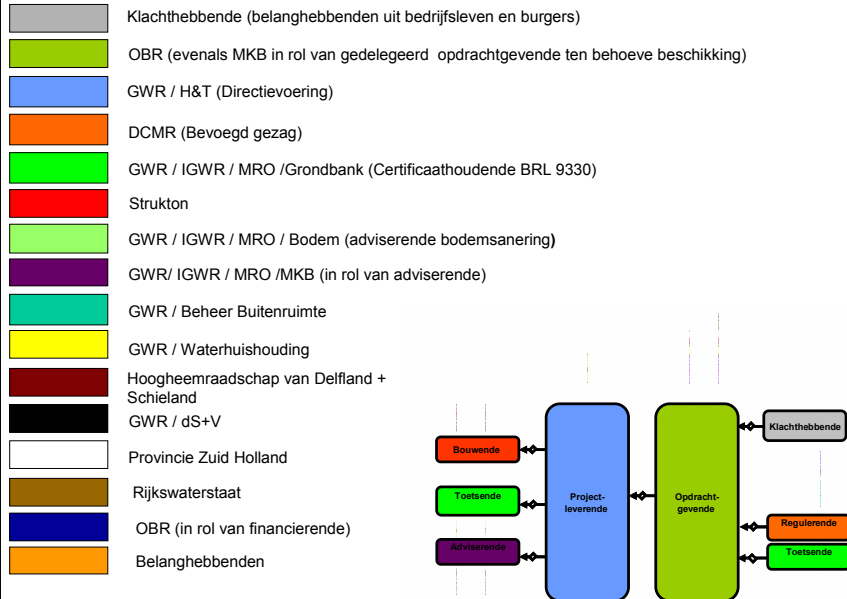 Klachthebbende (belanghebbenden uit bedrijfsleven en burgers)
OBR (evenals MKB in rol van gedelegeerd opdrachtgevende ten behoeve beschikking)
GWR / H&T (Directievoering)
DCMR (Bevoegd gezag)
GWR / IGWR / MRO /Grondbank (Certificaathoudende BRL 9330)
Strukton
GWR / IGWR / MRO / Bodem (adviserende bodemsanering)
GWR/ IGWR / MRO /MKB (in rol van adviserende)
GWR / Beheer Buitenruimte
GWR / Waterhuishouding
Hoogheemraadschap van Delfland +
Schieland
GWR / dS+V
Provincie Zuid Holland
Rijkswaterstaat
OBR (in rol van financierende)
Belanghebbenden
Klachthebbende
Bouwende
Toetsende
Project-
leverende
Opdracht-
gevende
Regulerende
Adviserende
Toetsende